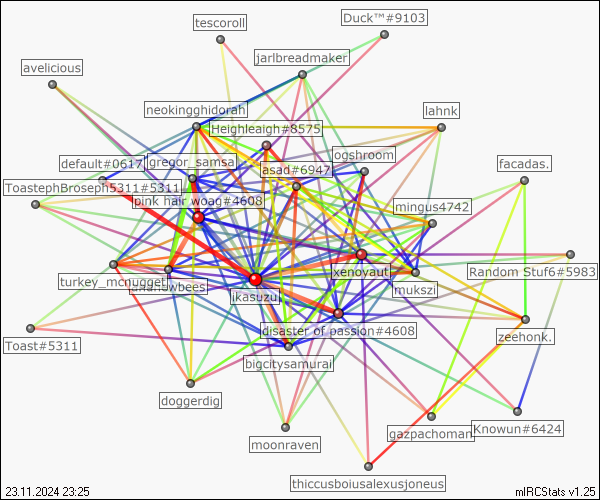 tescoroll
Duck™#9103
jarlbreadmaker
avelicious
neokingghidorah
lahnk
Heighleaigh#8575
ogshroom
default#0617
gregor_samsa
asad#6947
facadas.
ToastephBroseph5311#5311
pink hair woag#4608
mingus4742
xenoyaut
Random Stuf6#5983
turkey_mcnugget
ikasuzu
mukszi
disaster of passion#4608
zeehonk.
Toast#5311
bigcitysamurai
doggerdig
gazpachoman
Knowun#6424
moonraven
thiccusboiusalexusjoneus
23.11.2024 23:25
mIRCStats v1.25